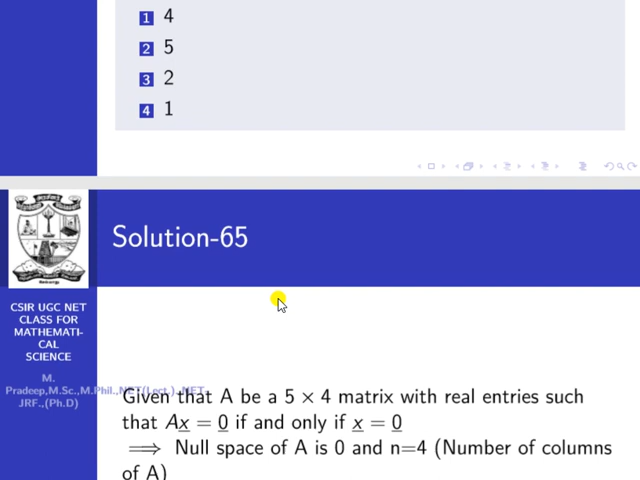 1 4
2 5
3 2
4 1
Solution-65
CSIR UGC NET
CLASS FOR
MATHEMATI-
CAL
SCIENCE
M.
Pradeep,M.Sc.,M.Phil.,NET(Lect.).,NET-
JRF.,(Ph.D)
Given that A be a 5 × 4 matrix with real entries such
that Ax = 0 if and only if x = 0
⟹ Null space of A is 0 and n=4 (Number of columns
of A)